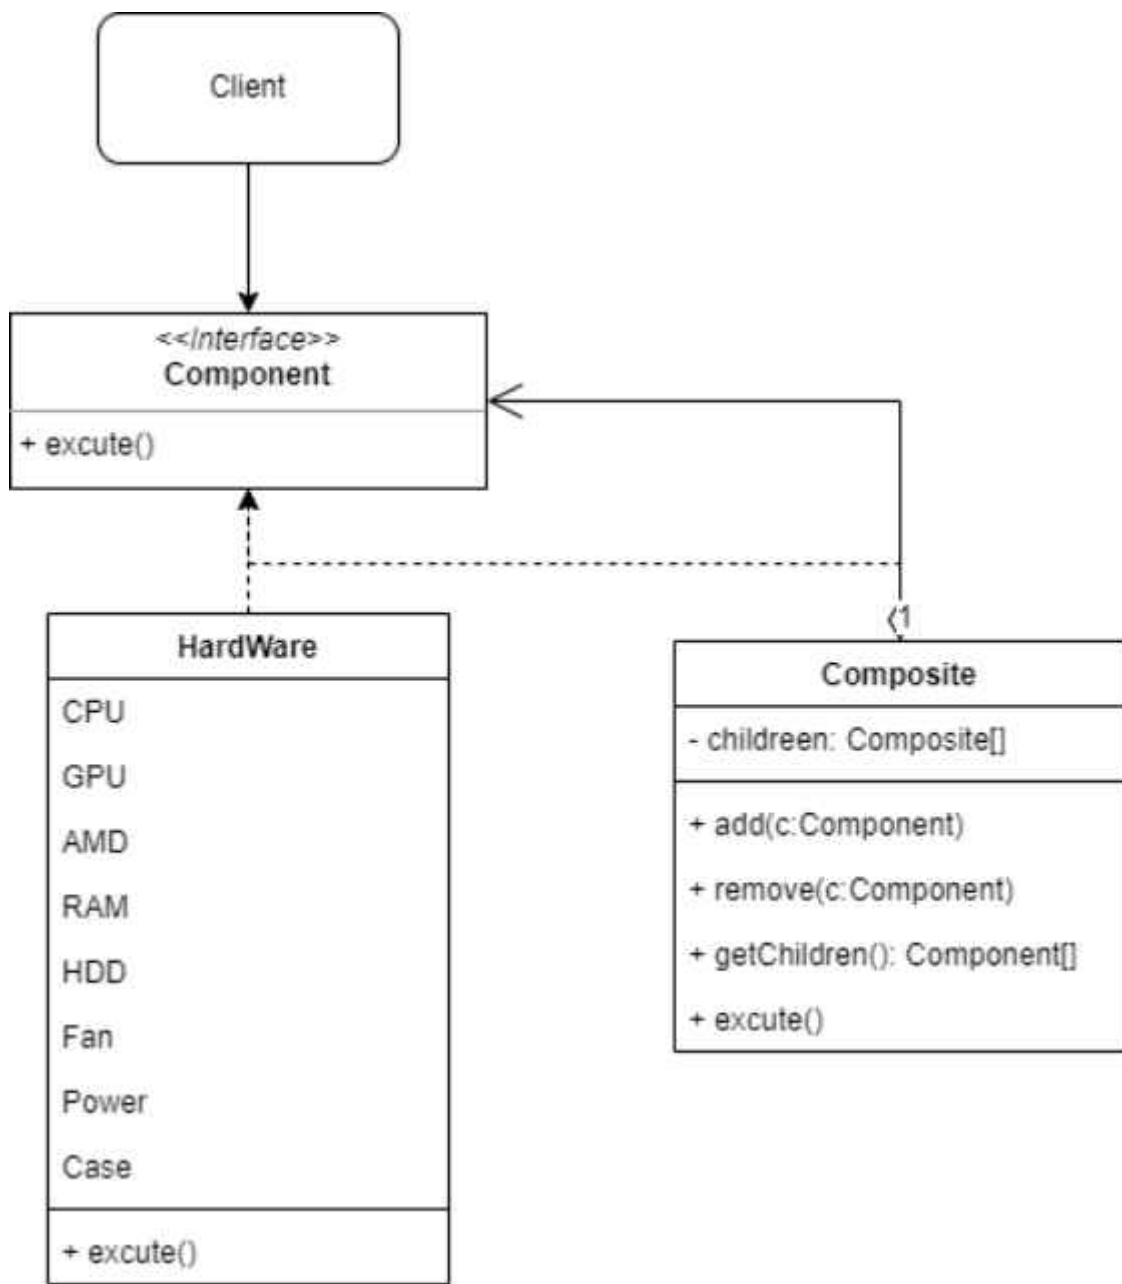 Client
<<Interface>>
Component
+ excute()
1
HardWare
CPU
GPU
AMD
RAM
HDD
Fan
Power
Case
+ excute()
Composite
- childreen: Composite[]
+ add(c:Component)
+ remove(c:Component)
+ getChildren(): Component[]
+ excute()